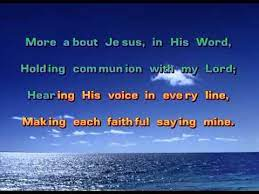 More about Jesus, in His Word,
Holding communion with my Lord;
Hearing His voice in every line,
Making each faithful saying mine.